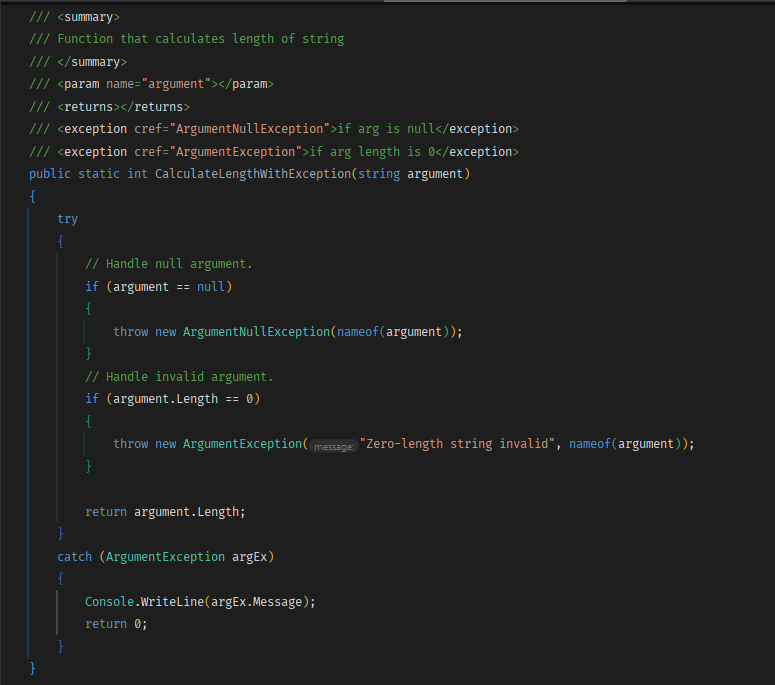 /// <summary>
/// Function that calculates length of string
/// </summary>
/// <param name="argument"></param>
/// <returns></returns>
/// <exception cref="ArgumentNullException">if arg is null</exception>
/// <exception cref="ArgumentException">if arg length is 0</exception>
public static int CalculateLengthWithException(string argument)
{
    try
    {
        // Handle null argument.
        if (argument == null)
        {
            throw new ArgumentNullException(nameof(argument));
        }
        // Handle invalid argument.
        if (argument.Length == 0)
        {
            throw new ArgumentException( message: "Zero-length string invalid", nameof(argument));
        }

        return argument.Length;
    }
    catch (ArgumentException argEx)
    {
        Console.WriteLine(argEx.Message);
        return 0;
    }
}